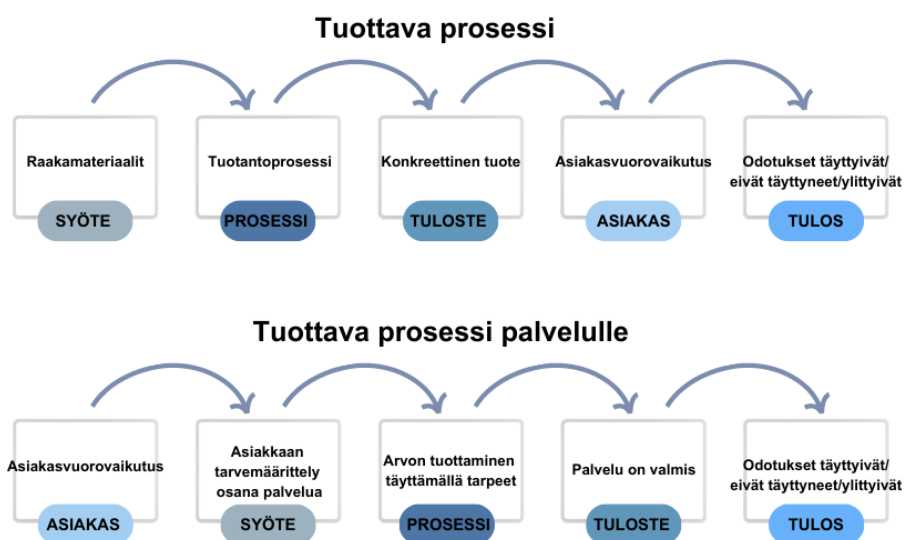 Tuottava prosessi
Raakamateriaalit
SYÖTE
Tuotantoprosessi
PROSESSI
Konkreettinen tuote
TULOSTE
Asiakasvuorovaikutus
ASIAKAS
Odotukset täyttyivät/
eivät täyttyneet/ylittyivät
TULOS
Tuottava prosessi palvelulle
Asiakasvuorovaikutus
ASIAKAS
Asiakkaan
tarvemäärittely
osana palvelua
SYÖTE
Arvon tuottaminen
täyttämällä tarpeet
PROSESSI
Palvelu on valmis
TULOSTE
Odotukset täyttyivät/
eivät täyttyneet/ylittyivät
TULOS